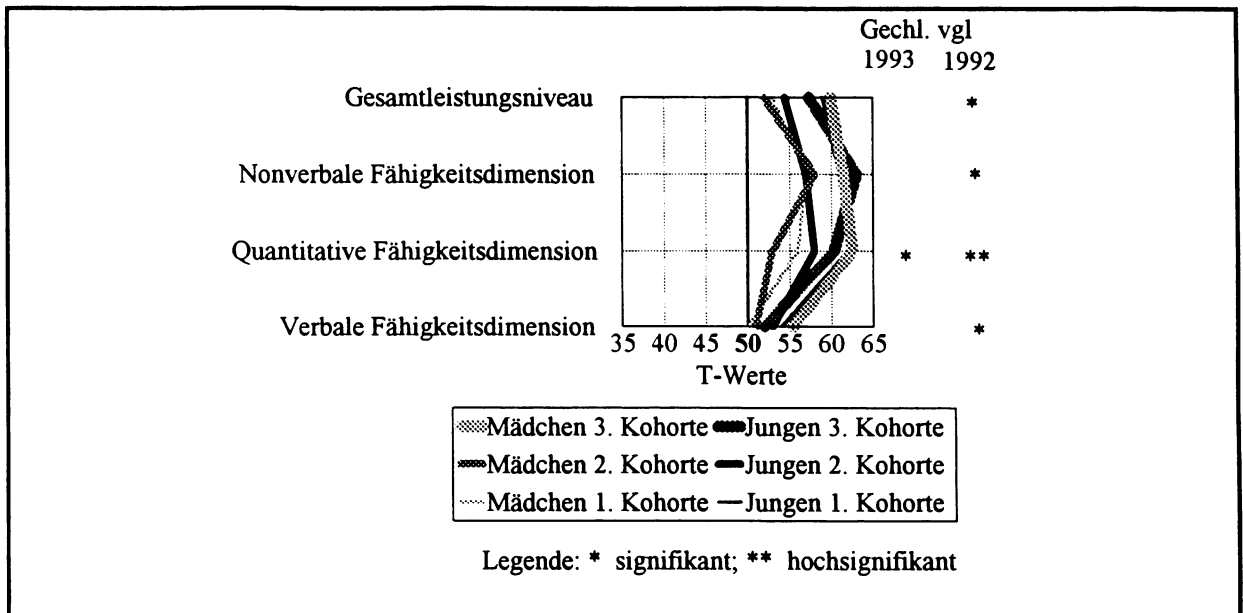 Gechl. vgl
1993 1992
Gesamtleistungsniveau *
Nonverbale Fähigkeitsdimension *
Quantitative Fähigkeitsdimension * **
Verbale Fähigkeitsdimension *
35 40 45 50 55 60 65
T-Werte
Mädchen 3. Kohorte Jungen 3. Kohorte
Mädchen 2. Kohorte Jungen 2. Kohorte
Mädchen 1. Kohorte Jungen 1. Kohorte
Legende: * signifikant; ** hochsignifikant